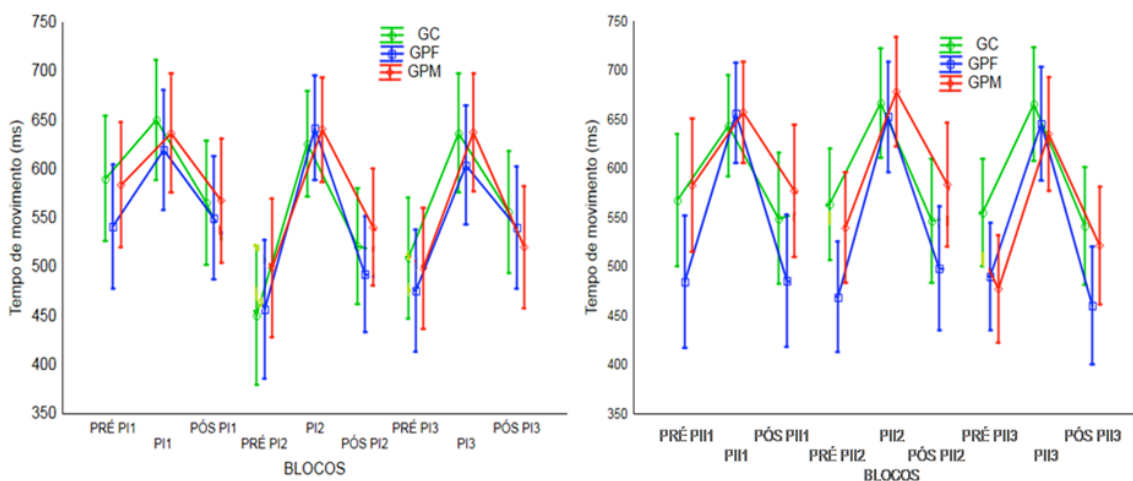 750
700
650
600
550
500
450
400
350
Tempo de movimento (ms)
GC
GPF
GPM
PRÉ PI1
PI1
PÓS PI1
PRÉ PI2
PI2
PÓS PI2
PRÉ PI3
PI3
PÓS PI3
BLOCOS
750
700
650
600
550
500
450
400
350
Tempo de movimento (ms)
GC
GPF
GPM
PRÉ PII1
PII1
PÓS PII1
PRÉ PII2
PII2
PÓS PII2
PRÉ PII3
PII3
PÓS PII3
BLOCOS